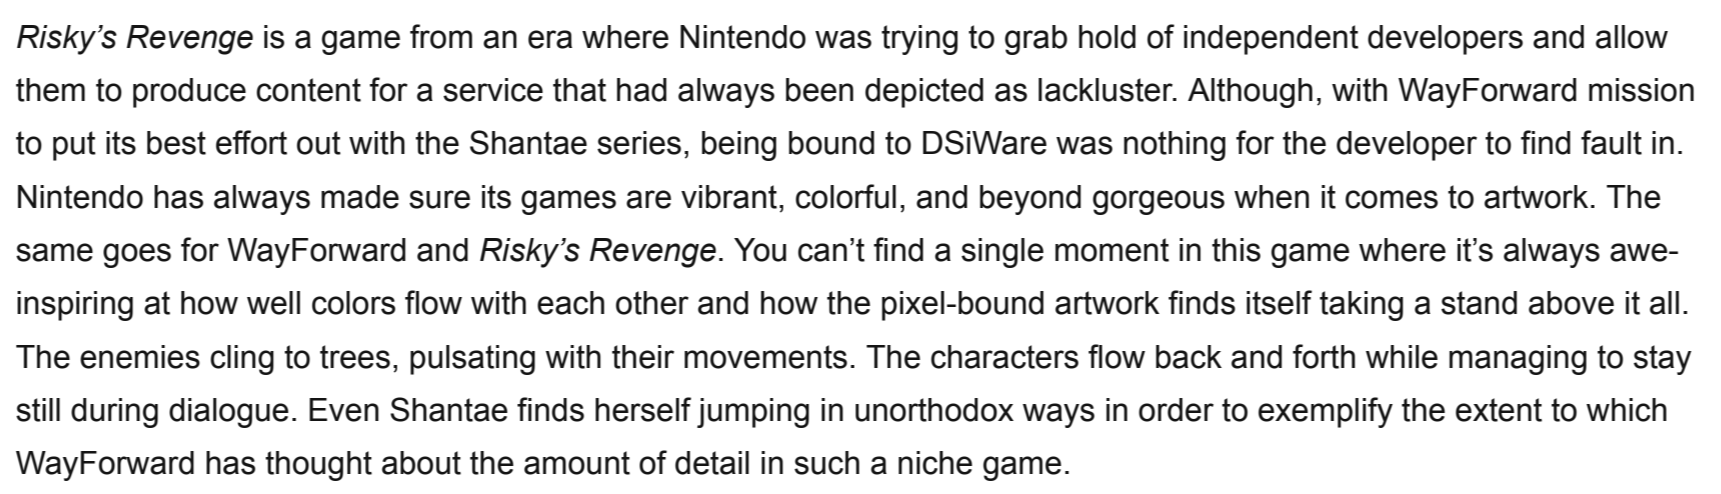 Risky’s Revenge is a game from an era where Nintendo was trying to grab hold of independent developers and allow
them to produce content for a service that had always been depicted as lackluster. Although, with WayForward mission
to put its best effort out with the Shantae series, being bound to DSiWare was nothing for the developer to find fault in.
Nintendo has always made sure its games are vibrant, colorful, and beyond gorgeous when it comes to artwork. The
same goes for WayForward and Risky’s Revenge. You can’t find a single moment in this game where it’s always awe-
inspiring at how well colors flow with each other and how the pixel-bound artwork finds itself taking a stand above it all.
The enemies cling to trees, pulsating with their movements. The characters flow back and forth while managing to stay
still during dialogue. Even Shantae finds herself jumping in unorthodox ways in order to exemplify the extent to which
WayForward has thought about the amount of detail in such a niche game.